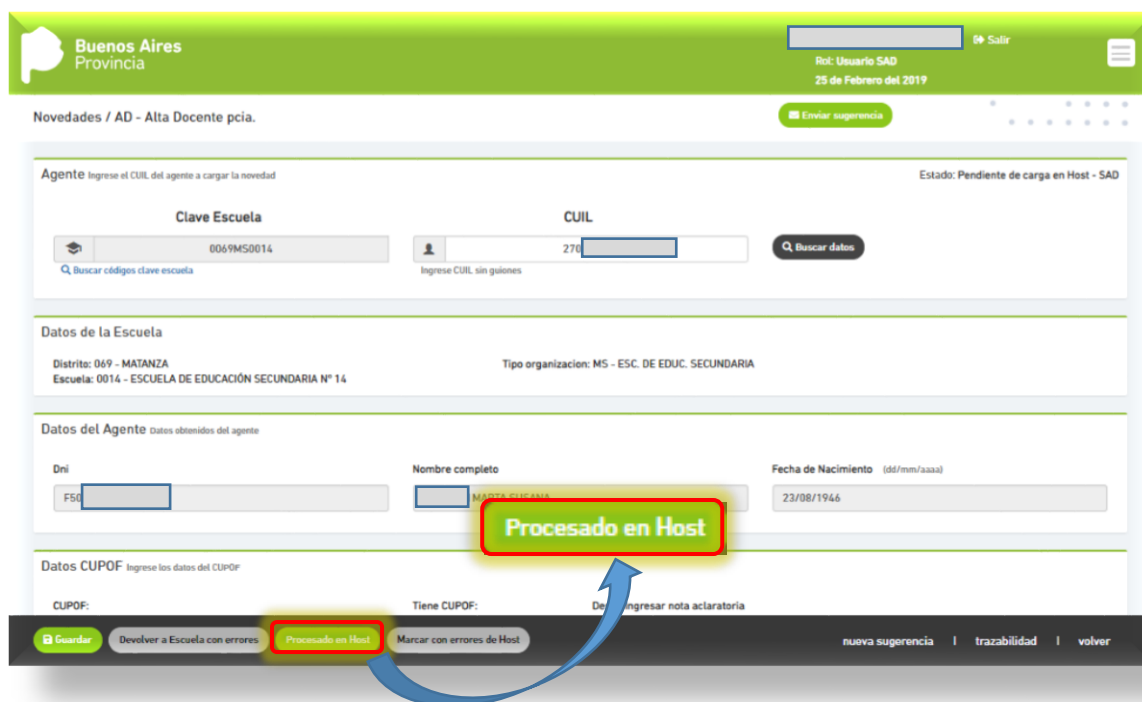 Buenos Aires
Provincia
Salir
Rol: Usuario SAD
25 de Febrero del 2019
Novedades / AD - Alta Docente pcia.
Enviar sugerencia
Agente Ingrese el CUIL del agente a cargar la novedad
Estado: Pendiente de carga en Host - SAD
Clave Escuela
CUIL
0069MS0014
270
Buscar datos
Buscar códigos clave escuela
Ingrese CUIL sin guiones
Datos de la Escuela
Distrito: 069 - MATANZA
Tipo organizacion: MS - ESC. DE EDUC. SECUNDARIA
Escuela: 0014 - ESCUELA DE EDUCACIÓN SECUNDARIA N° 14
Datos del Agente Datos obtenidos del agente
Dni
Nombre completo
Fecha de Nacimiento (dd/mm/aaaa)
F50
MARTA SUSANA
23/08/1946
Procesado en Host
Datos CUPOF Ingrese los datos del CUPOF
CUPOF:
Tiene CUPOF:
ingresar nota aclaratoria
Guardar
Devolver a Escuela con errores
Procesado en Host
Marcar con errores de Host
nueva sugerencia | trazabilidad | volver